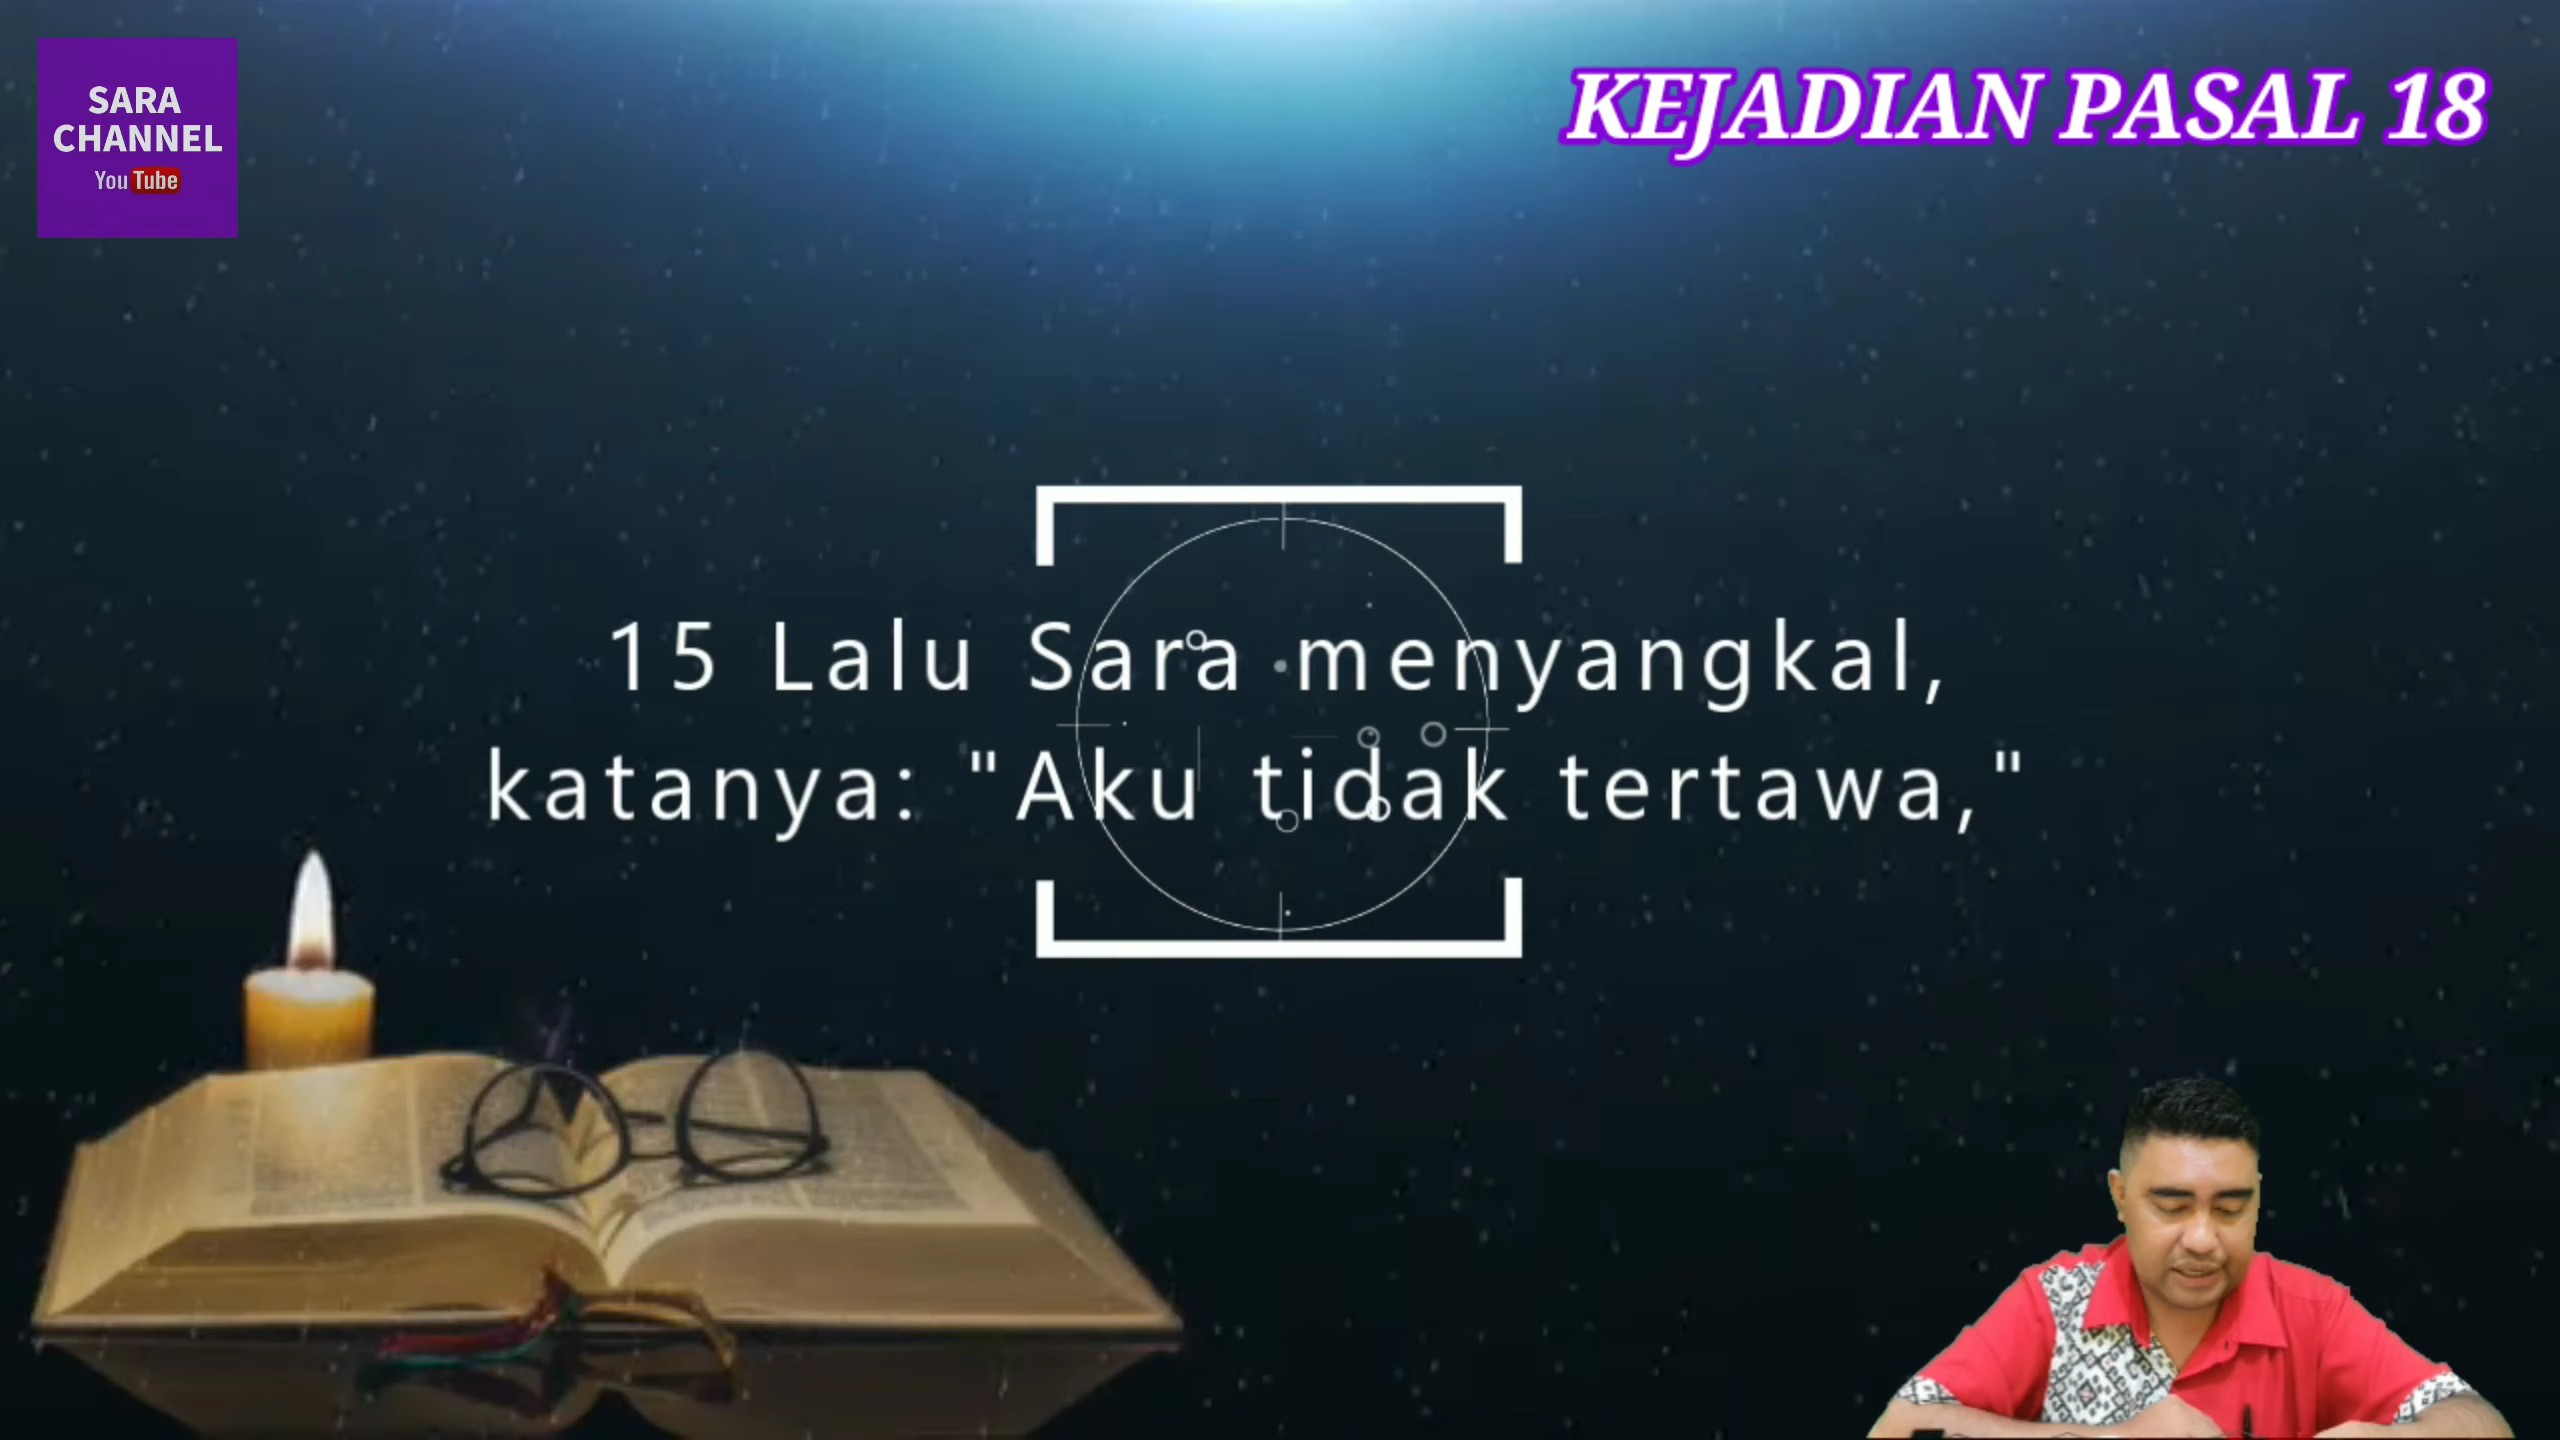 SARA
CHANNEL
YouTube
KEJADIAN PASAL 18
15 Lalu Sara menyangkal,
katanya: "Aku tidak tertawa,"